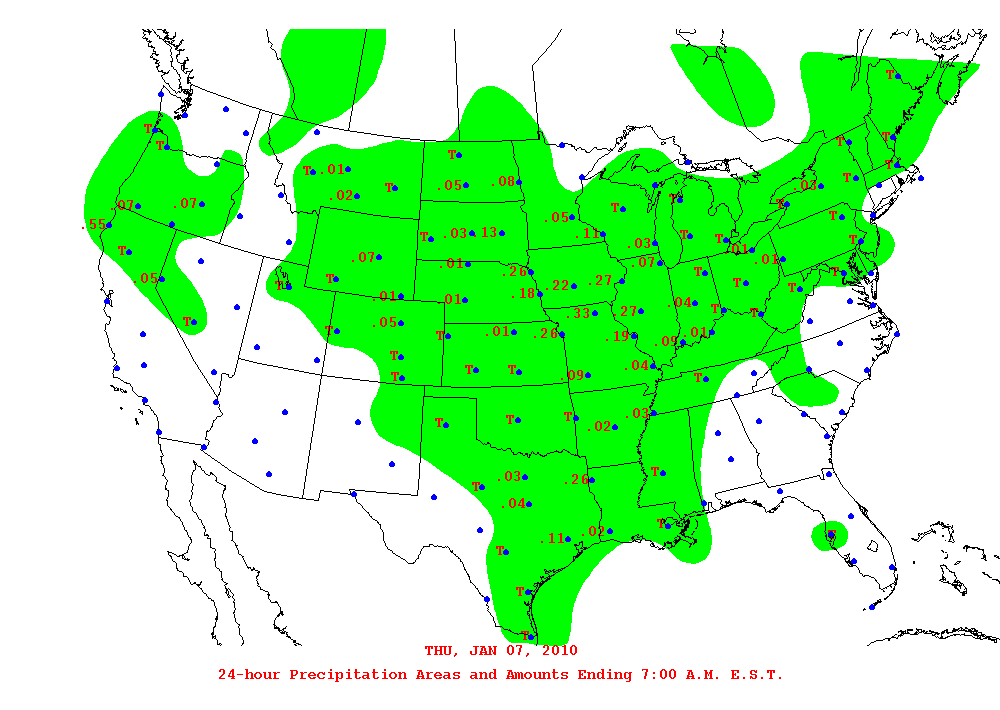 T
T
T
T
.01
T
.05
.08
T
.02
T
T
T
.03
.07
.07
T
T
.55
.05
T
.11
T
T
T
.03
.13
T
.03
T
T
.01
.01
T
.07
.01
.07
.26
T
T
.05
T
T
.22
.27
T
T
.01
.01
.18
.04
T
T
T
.05
.33
.27
T
T
.01
.26
.19
.09
.01
T
T
T
T
.09
.04
T
T
T
T
.02
.03
T
.03
.26
T
.04
T
.11
.02
T
T
T
T
THU, JAN 07, 2010
24-hour Precipitation Areas and Amounts Ending 7:00 A.M. E.S.T.